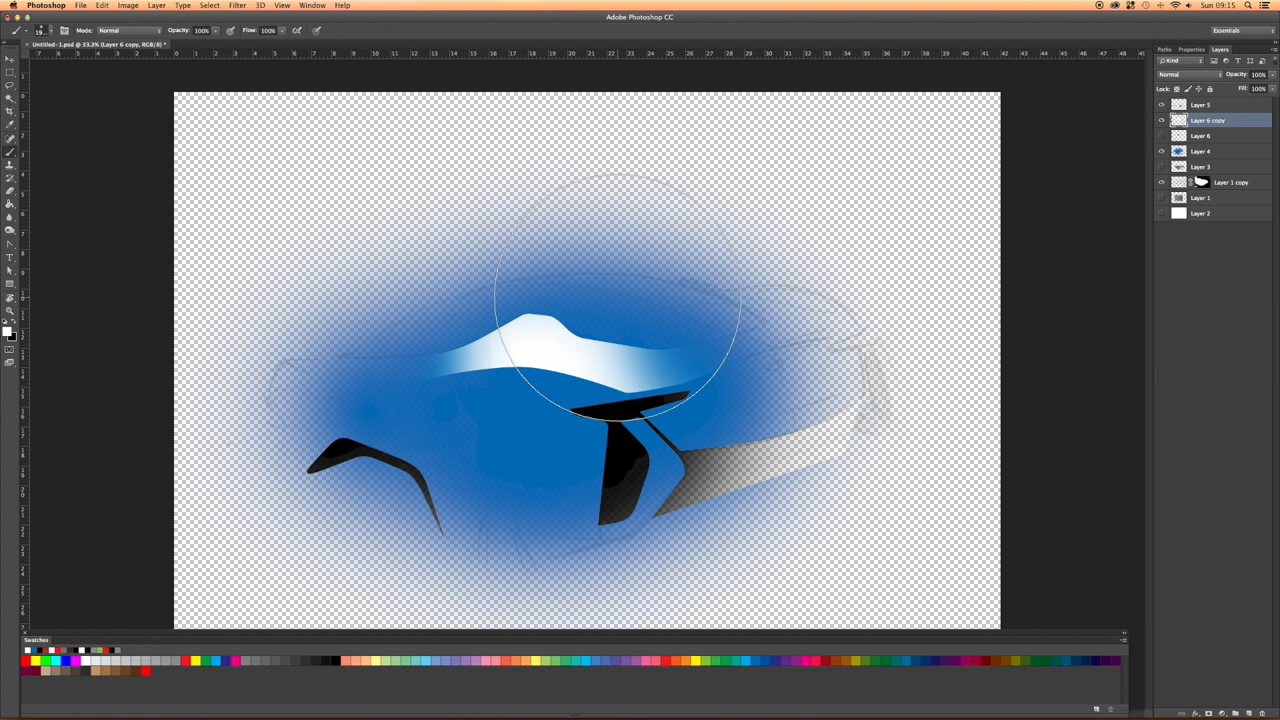 Photoshop File Edit Image Layer Type Select Filter 3D View Window Help Sun 09:15
Adobe Photoshop CC
Mode: Normal Opacity: 100% Flow: 100% Essentials
Untitled-1.psd @ 33.3% (Layer 6 copy, RGB/8) *
Paths Properties Layers
Kind
Normal Opacity: 100%
Lock: Fill: 100%
Layer 5
Layer 6 copy
Layer 6
Layer 4
Layer 3
Layer 1 copy
Layer 1
Layer 2
Swatches